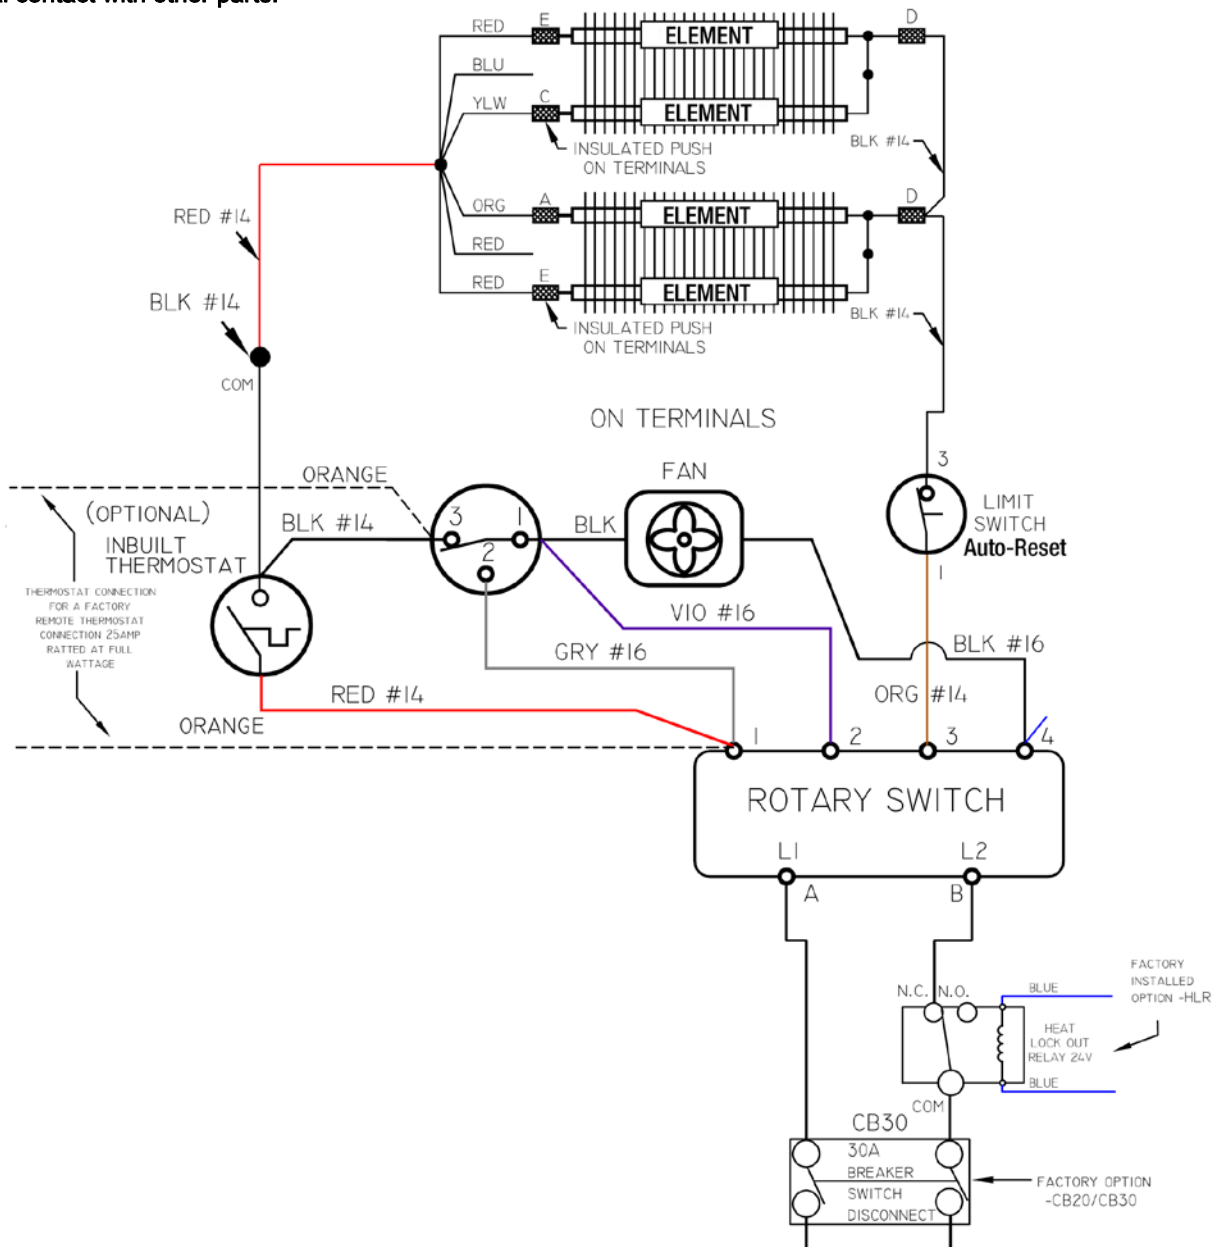 contact with other parts.
RED
E
ELEMENT
D
BLU
YLW
C
ELEMENT
INSULATED PUSH
ON TERMINALS
BLK #14
ORG
A
ELEMENT
D
RED
RED
E
ELEMENT
INSULATED PUSH
ON TERMINALS
BLK #14
RED #14
BLK #14
COM
ON TERMINALS
ORANGE
FAN
3
LIMIT
SWITCH
Auto-Reset
1
(OPTIONAL)
INBUILT
THERMOSTAT
BLK #14
3
1
2
BLK
THERMOSTAT CONNECTION
FOR A FACTORY
REMOTE THERMOSTAT
CONNECTION 25AMP
RATTED AT FULL
WATTAGE
VIO #16
GRY #16
BLK #16
RED #14
ORG #14
ORANGE
1
2
3
4
ROTARY SWITCH
L1
L2
A
B
N.C.
N.O.
BLUE
FACTORY
INSTALLED
OPTION -HLR
HEAT
LOCK OUT
RELAY 24V
BLUE
COM
CB30
30A
BREAKER
SWITCH
DISCONNECT
FACTORY OPTION
-CB20/CB30